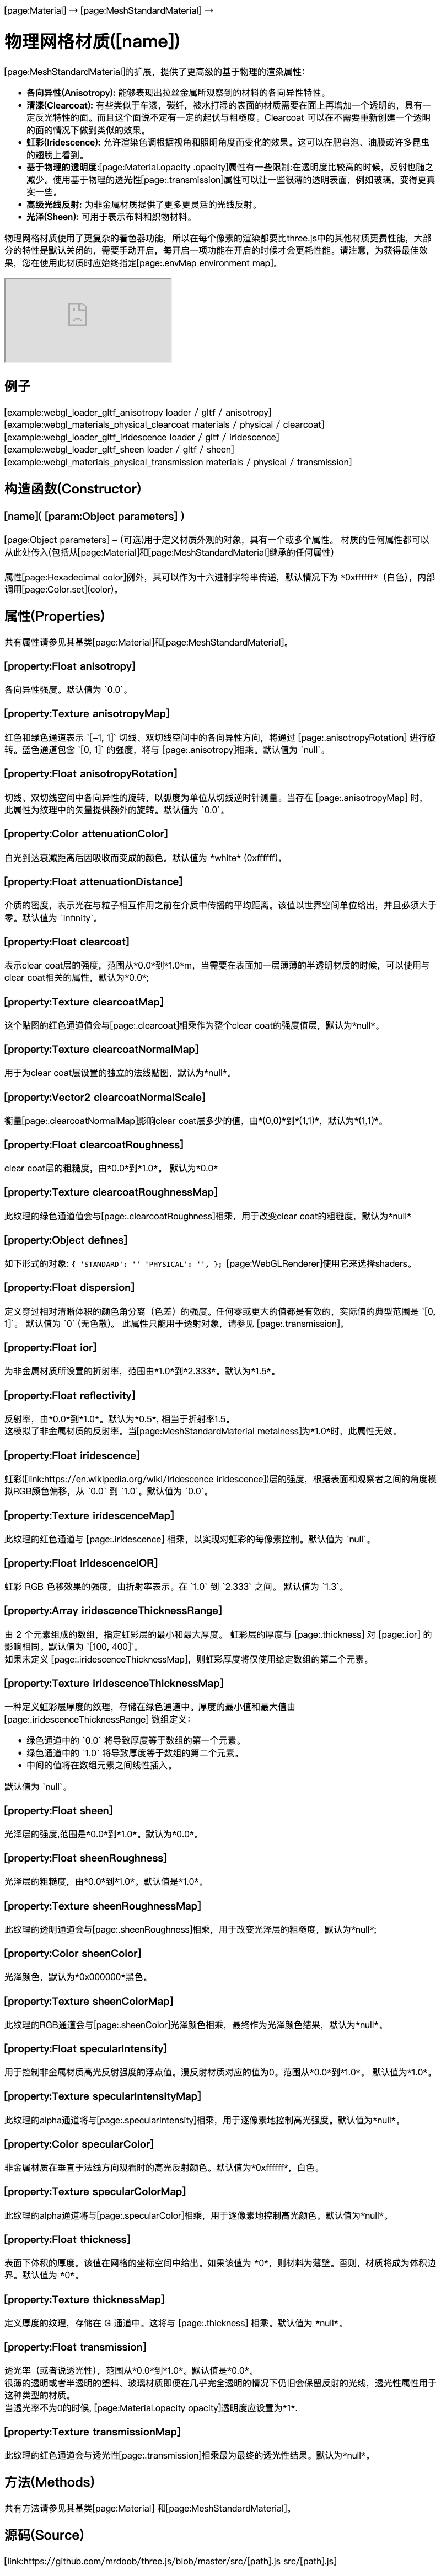 [page:Material] → [page:MeshStandardMaterial] →
物理网格材质([name])
[page:MeshStandardMaterial]的扩展，提供了更高级的基于物理的渲染属性：
• 各向异性(Anisotropy): 能够表现出拉丝金属所观察到的材料的各向异性特性。
• 清漆(Clearcoat): 有些类似于车漆，碳纤，被水打湿的表面的材质需要在面上再增加一个透明的，具有一
定反光特性的面。而且这个面说不定有一定的起伏与粗糙度。Clearcoat 可以在不需要重新创建一个透明
的面的情况下做到类似的效果。
• 虹彩(Iridescence): 允许渲染色调根据视角和照明角度而变化的效果。这可以在肥皂泡、油膜或许多昆虫
的翅膀上看到。
• 基于物理的透明度:[page:Material.opacity .opacity]属性有一些限制:在透明度比较高的时候，反射也随之
减少。使用基于物理的透光性[page:.transmission]属性可以让一些很薄的透明表面，例如玻璃，变得更真
实一些。
• 高级光线反射: 为非金属材质提供了更多更灵活的光线反射。
• 光泽(Sheen): 可用于表示布料和织物材料。
物理网格材质使用了更复杂的着色器功能，所以在每个像素的渲染都要比three.js中的其他材质更费性能，大部
分的特性是默认关闭的，需要手动开启，每开启一项功能在开启的时候才会更耗性能。请注意，为获得最佳效
果，您在使用此材质时应始终指定[page:.envMap environment map]。
例子
[example:webgl_loader_gltf_anisotropy loader / gltf / anisotropy]
[example:webgl_materials_physical_clearcoat materials / physical / clearcoat]
[example:webgl_loader_gltf_iridescence loader / gltf / iridescence]
[example:webgl_loader_gltf_sheen loader / gltf / sheen]
[example:webgl_materials_physical_transmission materials / physical / transmission]
构造函数(Constructor)
[name]( [param:Object parameters] )
[page:Object parameters] - (可选)用于定义材质外观的对象，具有一个或多个属性。 材质的任何属性都可以
从此处传入(包括从[page:Material]和[page:MeshStandardMaterial]继承的任何属性)
属性[page:Hexadecimal color]例外，其可以作为十六进制字符串传递，默认情况下为 *0xffffff*（白色），内部
调用[page:Color.set](color)。
属性(Properties)
共有属性请参见其基类[page:Material]和[page:MeshStandardMaterial]。
[property:Float anisotropy]
各向异性强度。默认值为 `0.0`。
[property:Texture anisotropyMap]
红色和绿色通道表示 `[-1, 1]` 切线、双切线空间中的各向异性方向，将通过 [page:.anisotropyRotation] 进行旋
转。蓝色通道包含 `[0, 1]` 的强度，将与 [page:.anisotropy]相乘。默认值为 `null`。
[property:Float anisotropyRotation]
切线、双切线空间中各向异性的旋转，以弧度为单位从切线逆时针测量。当存在 [page:.anisotropyMap] 时，
此属性为纹理中的矢量提供额外的旋转。默认值为 `0.0`。
[property:Color attenuationColor]
白光到达衰减距离后因吸收而变成的颜色。默认值为 *white* (0xffffff)。
[property:Float attenuationDistance]
介质的密度，表示光在与粒子相互作用之前在介质中传播的平均距离。该值以世界空间单位给出，并且必须大于
零。默认值为 `Infinity`。
[property:Float clearcoat]
表示clear coat层的强度，范围从*0.0*到*1.0*m，当需要在表面加一层薄薄的半透明材质的时候，可以使用与
clear coat相关的属性，默认为*0.0*;
[property:Texture clearcoatMap]
这个贴图的红色通道值会与[page:.clearcoat]相乘作为整个clear coat的强度值层，默认为*null*。
[property:Texture clearcoatNormalMap]
用于为clear coat层设置的独立的法线贴图，默认为*null*。
[property:Vector2 clearcoatNormalScale]
衡量[page:.clearcoatNormalMap]影响clear coat层多少的值，由*(0,0)*到*(1,1)*，默认为*(1,1)*。
[property:Float clearcoatRoughness]
clear coat层的粗糙度，由*0.0*到*1.0*。 默认为*0.0*
[property:Texture clearcoatRoughnessMap]
此纹理的绿色通道值会与[page:.clearcoatRoughness]相乘，用于改变clear coat的粗糙度，默认为*null*
[property:Object defines]
如下形式的对象: { 'STANDARD': '' 'PHYSICAL': '', }; [page:WebGLRenderer]使用它来选择shaders。
[property:Float dispersion]
定义穿过相对清晰体积的颜色角分离（色差）的强度。任何零或更大的值都是有效的，实际值的典型范围是 `[0,
1]`。 默认值为 `0` (无色散)。 此属性只能用于透射对象，请参见 [page:.transmission]。
[property:Float ior]
为非金属材质所设置的折射率，范围由*1.0*到*2.333*。默认为*1.5*。
[property:Float reflectivity]
反射率，由*0.0*到*1.0*。默认为*0.5*, 相当于折射率1.5。
这模拟了非金属材质的反射率。当[page:MeshStandardMaterial metalness]为*1.0*时，此属性无效。
[property:Float iridescence]
虹彩([link:https://en.wikipedia.org/wiki/Iridescence iridescence])层的强度，根据表面和观察者之间的角度模
拟RGB颜色偏移，从 `0.0` 到 `1.0`。默认值为 `0.0`。
[property:Texture iridescenceMap]
此纹理的红色通道与 [page:.iridescence] 相乘，以实现对虹彩的每像素控制。默认值为 `null`。
[property:Float iridescenceIOR]
虹彩 RGB 色移效果的强度，由折射率表示。在 `1.0` 到 `2.333` 之间。 默认值为 `1.3`。
[property:Array iridescenceThicknessRange]
由 2 个元素组成的数组，指定虹彩层的最小和最大厚度。 虹彩层的厚度与 [page:.thickness] 对 [page:.ior] 的
影响相同。默认值为 `[100, 400]`。
如果未定义 [page:.iridescenceThicknessMap]，则虹彩厚度将仅使用给定数组的第二个元素。
[property:Texture iridescenceThicknessMap]
一种定义虹彩层厚度的纹理，存储在绿色通道中。厚度的最小值和最大值由
[page:.iridescenceThicknessRange] 数组定义：
• 绿色通道中的 `0.0` 将导致厚度等于数组的第一个元素。
• 绿色通道中的 `1.0` 将导致厚度等于数组的第二个元素。
• 中间的值将在数组元素之间线性插入。
默认值为 `null`。
[property:Float sheen]
光泽层的强度,范围是*0.0*到*1.0*。默认为*0.0*。
[property:Float sheenRoughness]
光泽层的粗糙度，由*0.0*到*1.0*。默认值是*1.0*。
[property:Texture sheenRoughnessMap]
此纹理的透明通道会与[page:.sheenRoughness]相乘，用于改变光泽层的粗糙度，默认为*null*;
[property:Color sheenColor]
光泽颜色，默认为*0x000000*黑色。
[property:Texture sheenColorMap]
此纹理的RGB通道会与[page:.sheenColor]光泽颜色相乘，最终作为光泽颜色结果，默认为*null*。
[property:Float specularIntensity]
用于控制非金属材质高光反射强度的浮点值。漫反射材质对应的值为0。范围从*0.0*到*1.0*。 默认值为*1.0*。
[property:Texture specularIntensityMap]
此纹理的alpha通道将与[page:.specularIntensity]相乘，用于逐像素地控制高光强度。默认值为*null*。
[property:Color specularColor]
非金属材质在垂直于法线方向观看时的高光反射颜色。默认值为*0xffffff*，白色。
[property:Texture specularColorMap]
此纹理的alpha通道将与[page:.specularColor]相乘，用于逐像素地控制高光颜色。默认值为*null*。
[property:Float thickness]
表面下体积的厚度。该值在网格的坐标空间中给出。如果该值为 *0*，则材料为薄壁。否则，材质将成为体积边
界。默认值为 *0*。
[property:Texture thicknessMap]
定义厚度的纹理，存储在 G 通道中。这将与 [page:.thickness] 相乘。默认值为 *null*。
[property:Float transmission]
透光率（或者说透光性），范围从*0.0*到*1.0*。默认值是*0.0*。
很薄的透明或者半透明的塑料、玻璃材质即便在几乎完全透明的情况下仍旧会保留反射的光线，透光性属性用于
这种类型的材质。
当透光率不为0的时候, [page:Material.opacity opacity]透明度应设置为*1*.
[property:Texture transmissionMap]
此纹理的红色通道会与透光性[page:.transmission]相乘最为最终的透光性结果。默认为*null*。
方法(Methods)
共有方法请参见其基类[page:Material] 和[page:MeshStandardMaterial]。
源码(Source)
[link:https://github.com/mrdoob/three.js/blob/master/src/[path].js src/[path].js]